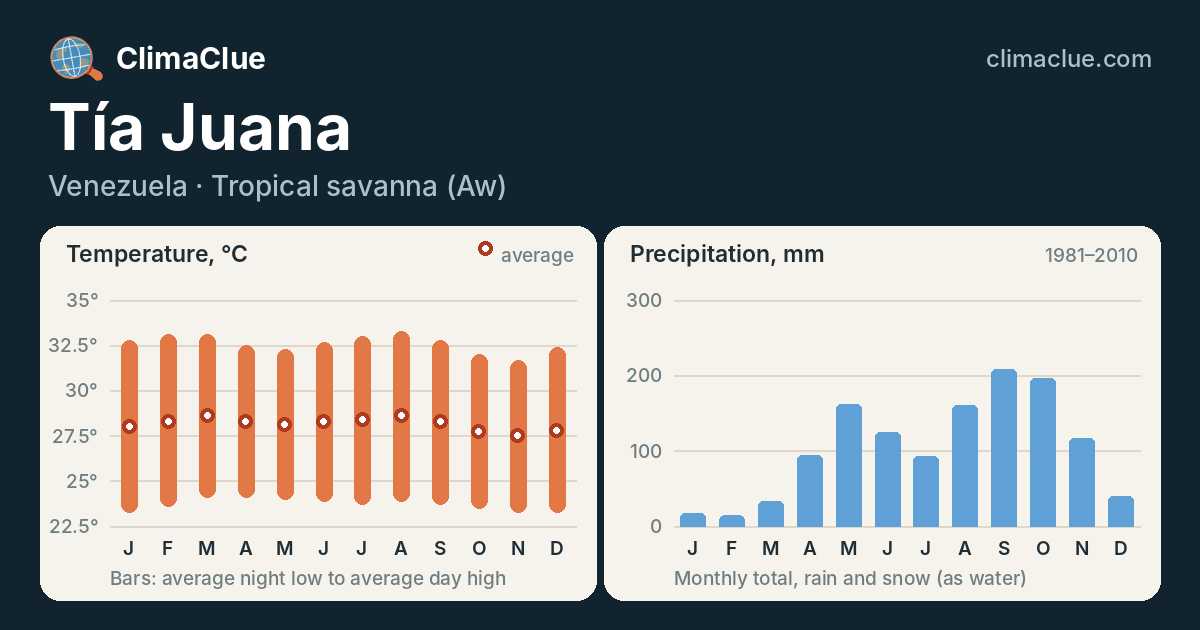 ClimaClue
climaclue.com
Tía Juana
Venezuela · Tropical savanna (Aw)
Temperature, °C
average
35°
32.5°
30°
27.5°
25°
22.5°
J F M A M J J A S O N D
Bars: average night low to average day high
Precipitation, mm
1981–2010
300
200
100
0
J F M A M J J A S O N D
Monthly total, rain and snow (as water)